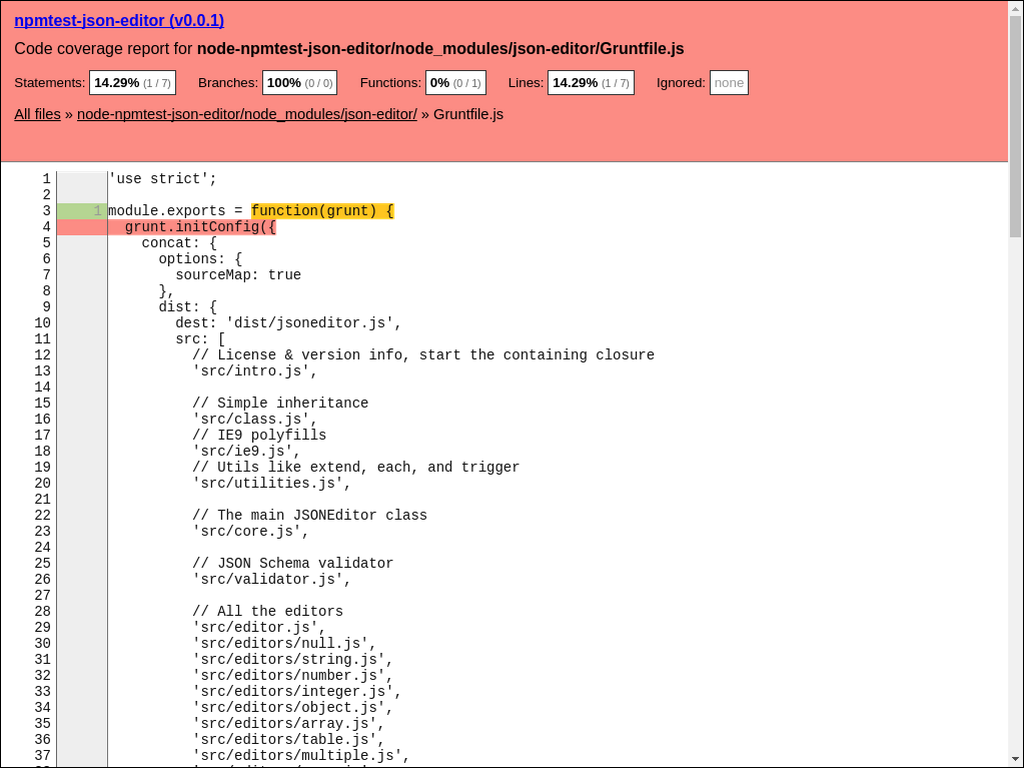 npmtest-json-editor (v0.0.1)
Code coverage report for node-npmtest-json-editor/node_modules/json-editor/Gruntfile.js
Statements: 14.29% (1 / 7) Branches: 100% (0 / 0) Functions: 0% (0 / 1) Lines: 14.29% (1 / 7) Ignored: none
All files » node-npmtest-json-editor/node_modules/json-editor/ » Gruntfile.js
1 'use strict';
2
3 1 module.exports = function(grunt) {
4   grunt.initConfig({
5     concat: {
6       options: {
7         sourceMap: true
8       },
9       dist: {
10         dest: 'dist/jsoneditor.js',
11         src: [
12           // License & version info, start the containing closure
13           'src/intro.js',
14
15           // Simple inheritance
16           'src/class.js',
17           // IE9 polyfills
18           'src/ie9.js',
19           // Utils like extend, each, and trigger
20           'src/utilities.js',
21
22           // The main JSONEditor class
23           'src/core.js',
24
25           // JSON Schema validator
26           'src/validator.js',
27
28           // All the editors
29           'src/editor.js',
30           'src/editors/null.js',
31           'src/editors/string.js',
32           'src/editors/number.js',
33           'src/editors/integer.js',
34           'src/editors/object.js',
35           'src/editors/array.js',
36           'src/editors/table.js',
37           'src/editors/multiple.js',